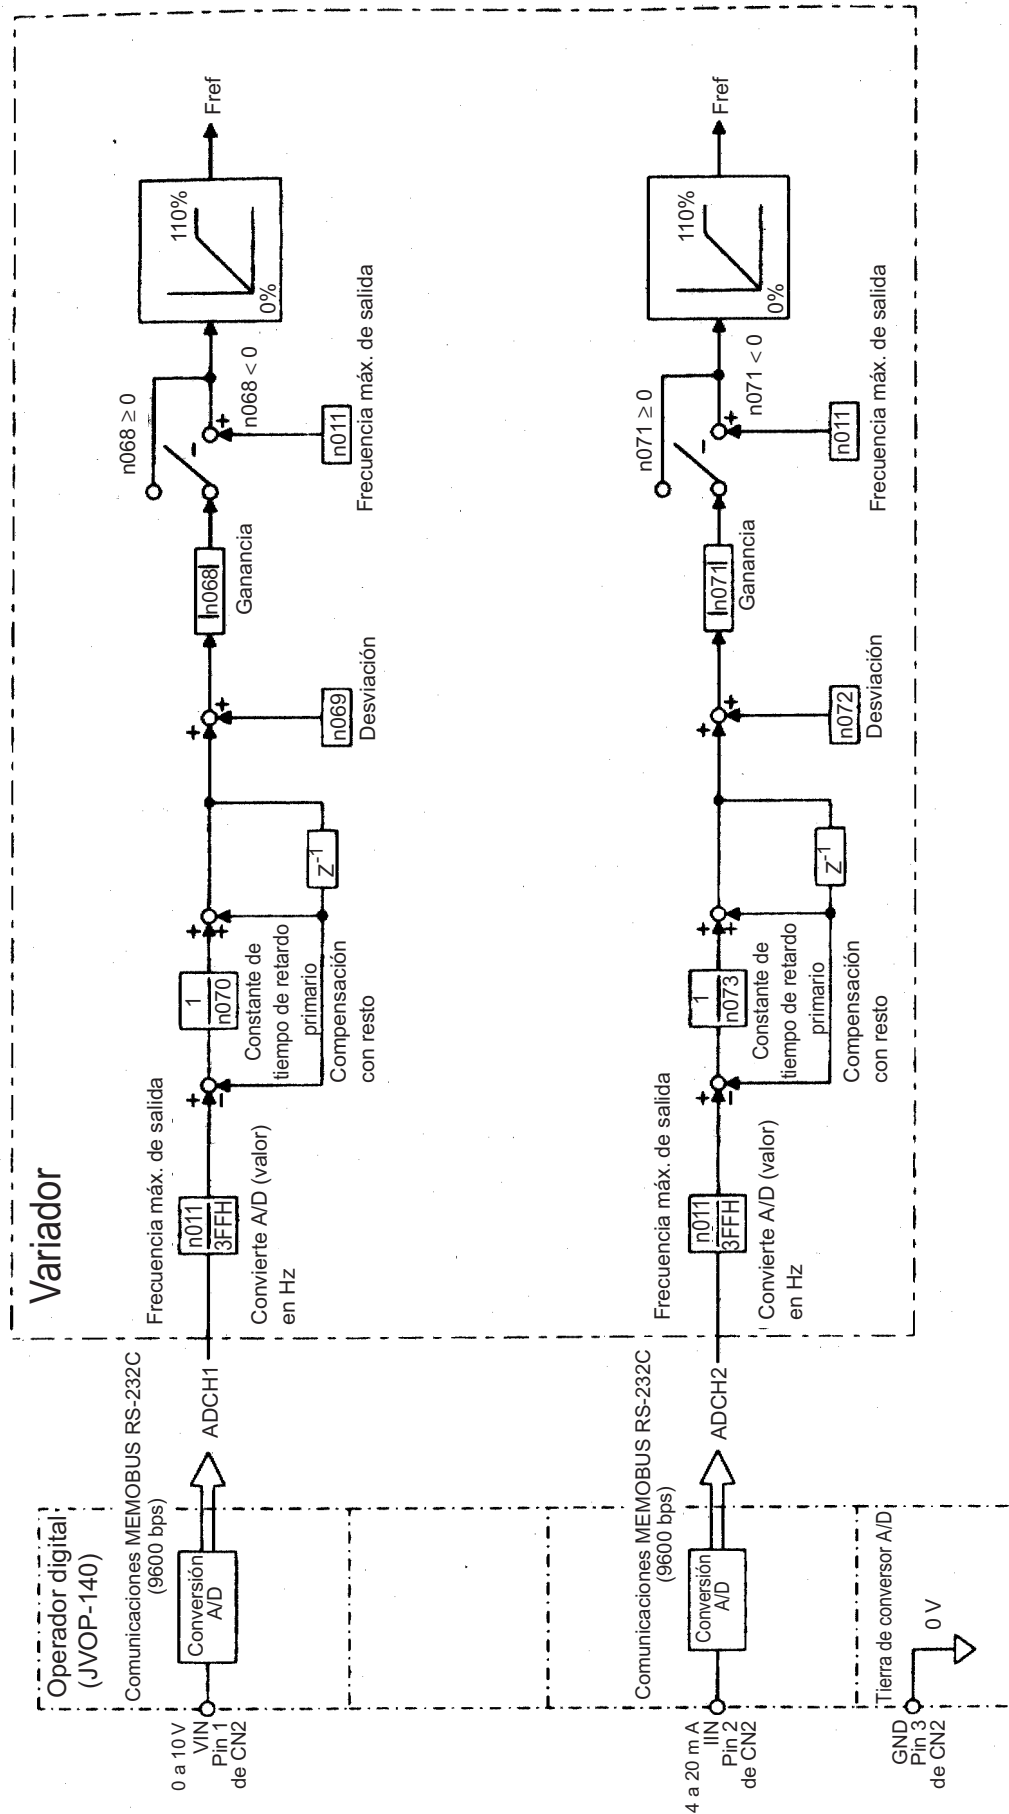 Variador
Operador digital
(JVOP-140)
Comunicaciones MEMOBUS RS-232C
(9600 bps)
0 a 10 V
VIN
Pin 1
de CN2
Conversión
A/D
ADCH1
Frecuencia máx. de salida
n011
3FFH
Convierte A/D (valor)
en Hz
+
-
1
n070
Constante de
tiempo de retardo
primario
+
+
Z-1
Compensación
con resto
+
+
n069
Desviación
|n068|
Ganancia
n068 ≥ 0
-
+
n068 < 0
n011
Frecuencia máx. de salida
110%
0%
Fref
Comunicaciones MEMOBUS RS-232C
(9600 bps)
4 a 20 m A
IIN
Pin 2
de CN2
Conversión
A/D
ADCH2
Frecuencia máx. de salida
n011
3FFH
Convierte A/D (valor)
en Hz
+
-
1
n073
Constante de
tiempo de retardo
primario
+
+
Z-1
Compensación
con resto
+
+
n072
Desviación
|n071|
Ganancia
n071 ≥ 0
-
+
n071 < 0
n011
Frecuencia máx. de salida
110%
0%
Fref
Tierra de conversor A/D
GND
Pin 3
de CN2
0 V